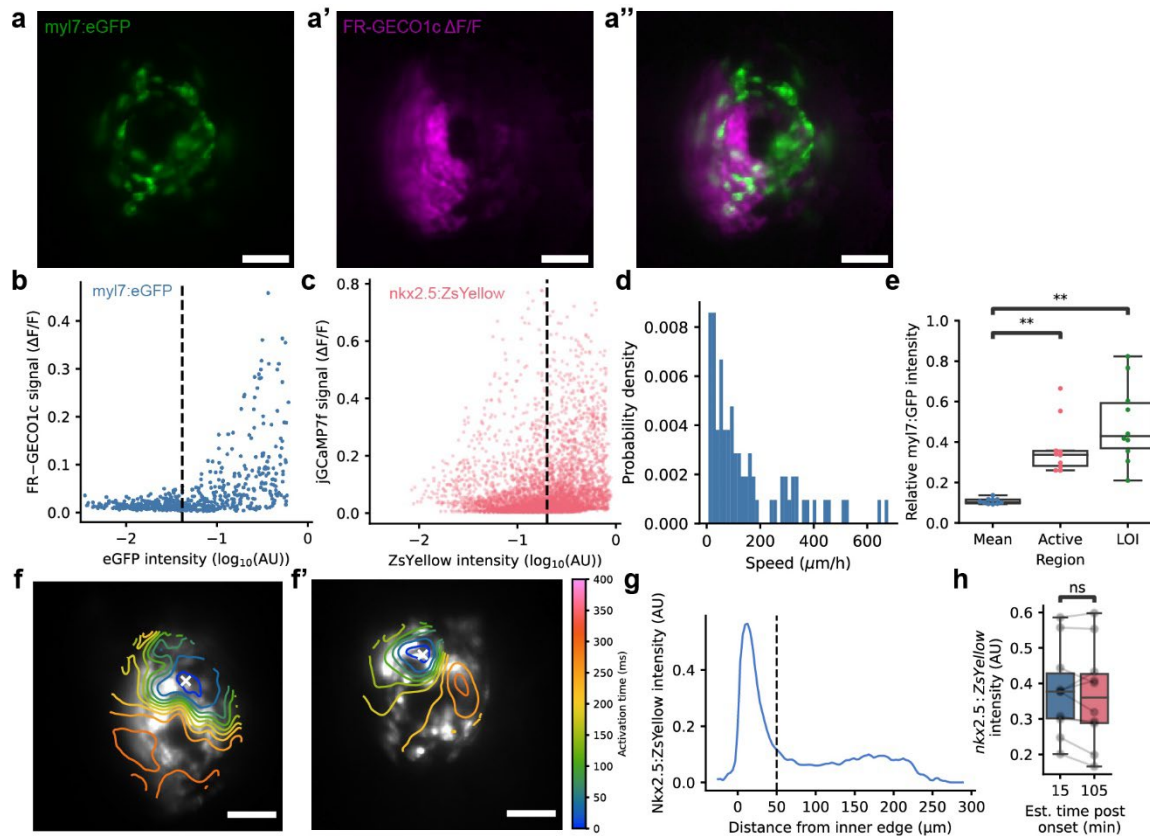 a
myl7:eGFP
a'
FR-GECO1c ΔF/F
a''
b
myl7:eGFP
FR−GECO1c signal (ΔF/F)
0.4
0.3
0.2
0.1
0.0
−2
−1
eGFP intensity (log10(AU))
c
nkx2.5:ZsYellow
jGCaMP7f signal (ΔF/F)
0.8
0.6
0.4
0.2
0.0
−2
−1
0
ZsYellow intensity (log10(AU))
d
Probability density
0.008
0.006
0.004
0.002
0.000
0
200
400
600
Speed (μm/h)
e
Relative myl7:GFP intensity
1.0
0.8
0.6
0.4
0.2
0.0
**
**
Mean
Active
LOI
Region
f
f'
400
350
300
250
200
150
100
50
0
Activation time (ms)
g
Nkx2.5:ZsYellow intensity (AU)
0.4
0.2
0.0
0
50
100
150
200
250
300
Distance from inner edge (μm)
h
ns
nkx2.5:ZsYellow
intensity (AU)
0.6
0.5
0.4
0.3
0.2
15
105
Est. time post
onset (min)